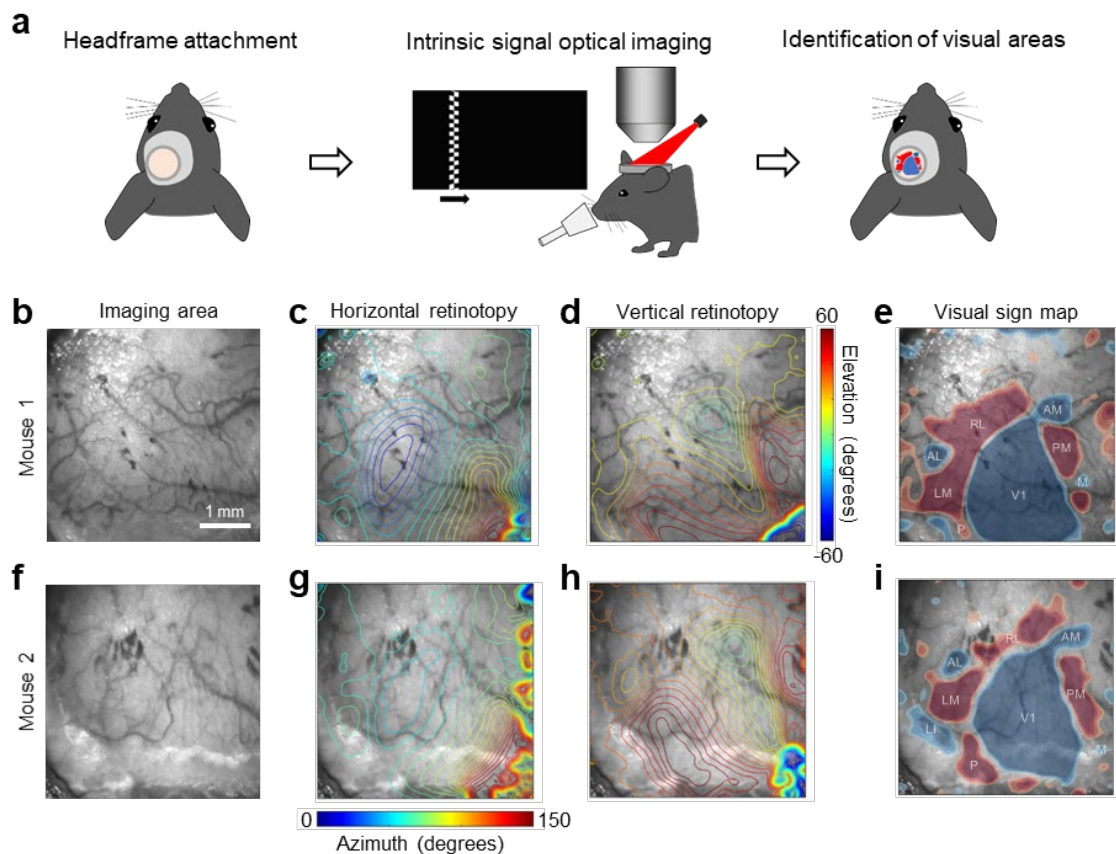 a
Headframe attachment
Intrinsic signal optical imaging
Identification of visual areas
b
Imaging area
c
Horizontal retinotopy
d
Vertical retinotopy
e
Visual sign map
Mouse 1
1 mm
60
Elevation (degrees)
-60
RL
AM
AL
PM
LM
M
V1
P
f
g
h
i
Mouse 2
RL
AM
AL
LM
PM
V1
LI
M
P
0
150
Azimuth (degrees)